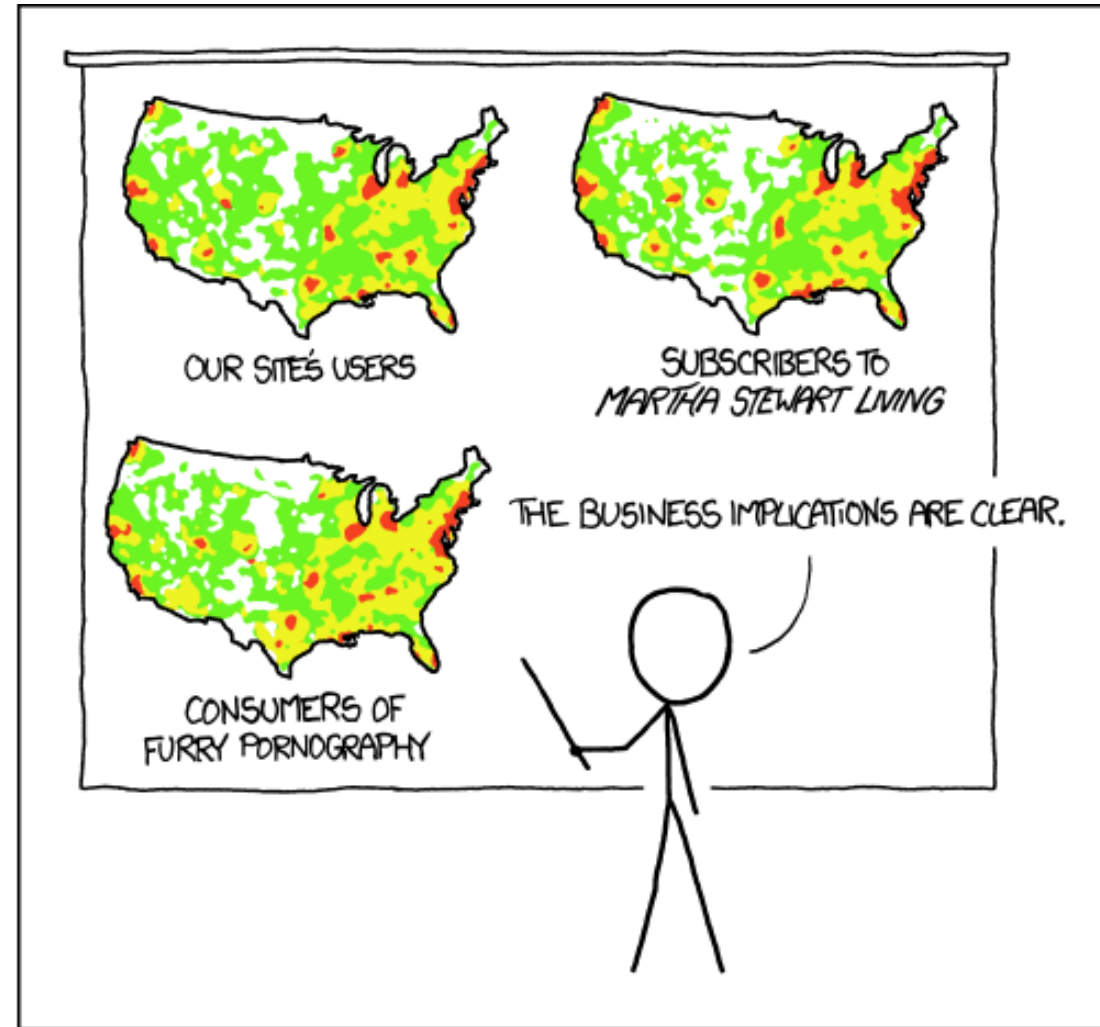 OUR SITE'S USERS
SUBSCRIBERS TO
MARTHA STEWART LIVING
CONSUMERS OF
FURRY PORNOGRAPHY
THE BUSINESS IMPLICATIONS ARE CLEAR.